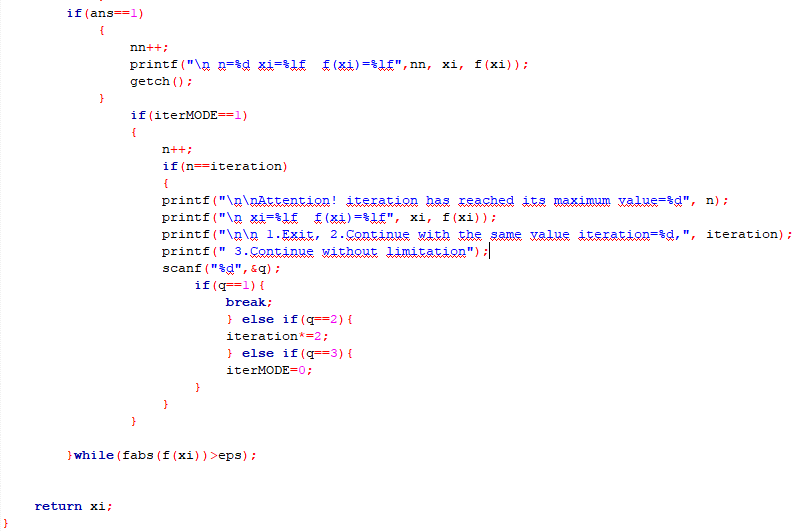 if(ans==1)
{
nn++;
printf("\n n=%d xi=%lf  f(xi)=%lf",nn, xi, f(xi));
getch();
}
if(iterMODE==1)
{
n++;
if(n==iteration)
{
printf("\n\nAttention! iteration has reached its maximum value=%d", n);
printf("\n xi=%lf  f(xi)=%lf", xi, f(xi));
printf("\n\n 1.Exit, 2.Continue with the same value iteration=%d,", iteration);
printf(" 3.Continue without limitation");
scanf("%d",&q);
if(q==1){
break;
} else if(q==2){
iteration*=2;
} else if(q==3){
iterMODE=0;
}
}
}
}while(fabs(f(xi))>eps);
return xi;
}